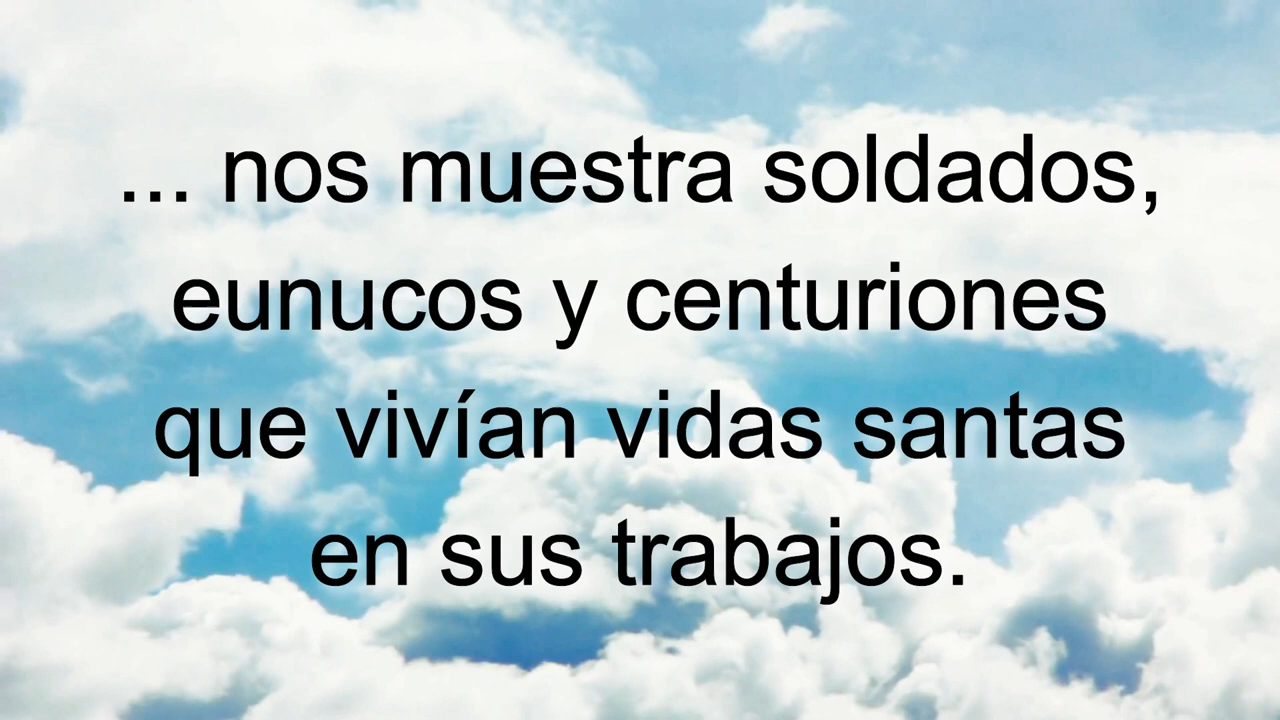 ... nos muestra soldados,
eunucos y centuriones
que vivían vidas santas
en sus trabajos.